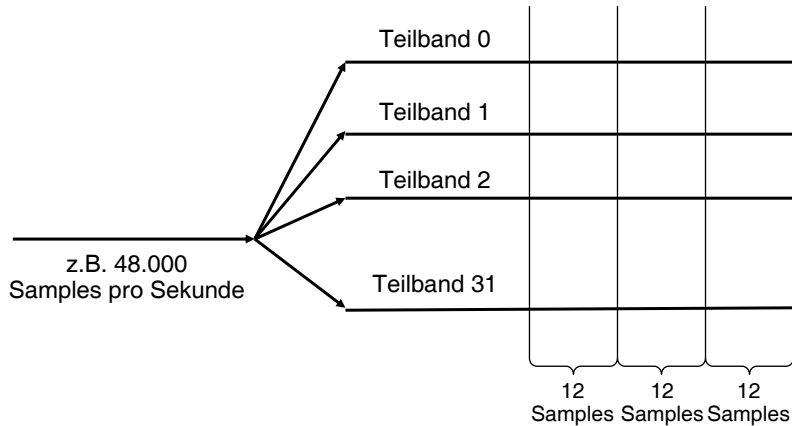 Teilband 0
Teilband 1
Teilband 2
z.B. 48.000
Samples pro Sekunde
Teilband 31
12
Samples
12
Samples
12
Samples